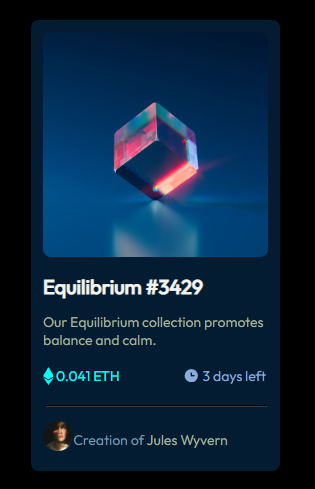 Equilibrium #3429
Our Equilibrium collection promotes
balance and calm.
0.041 ETH
3 days left
Creation of Jules Wyvern